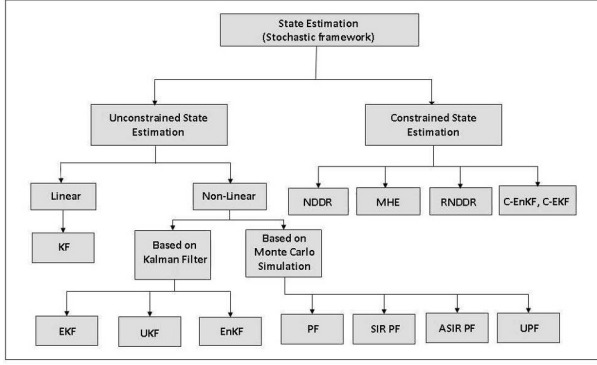 State Estimation
(Stochastic framework)
Unconstrained State
Estimation
Constrained State
Estimation
Linear
Non-Linear
NDDR
MHE
RNDDR
C-EnKF, C-EKF
KF
Based on
Kalman Filter
Based on
Monte Carlo
Simulation
EKF
UKF
EnKF
PF
SIR PF
ASIR PF
UPF